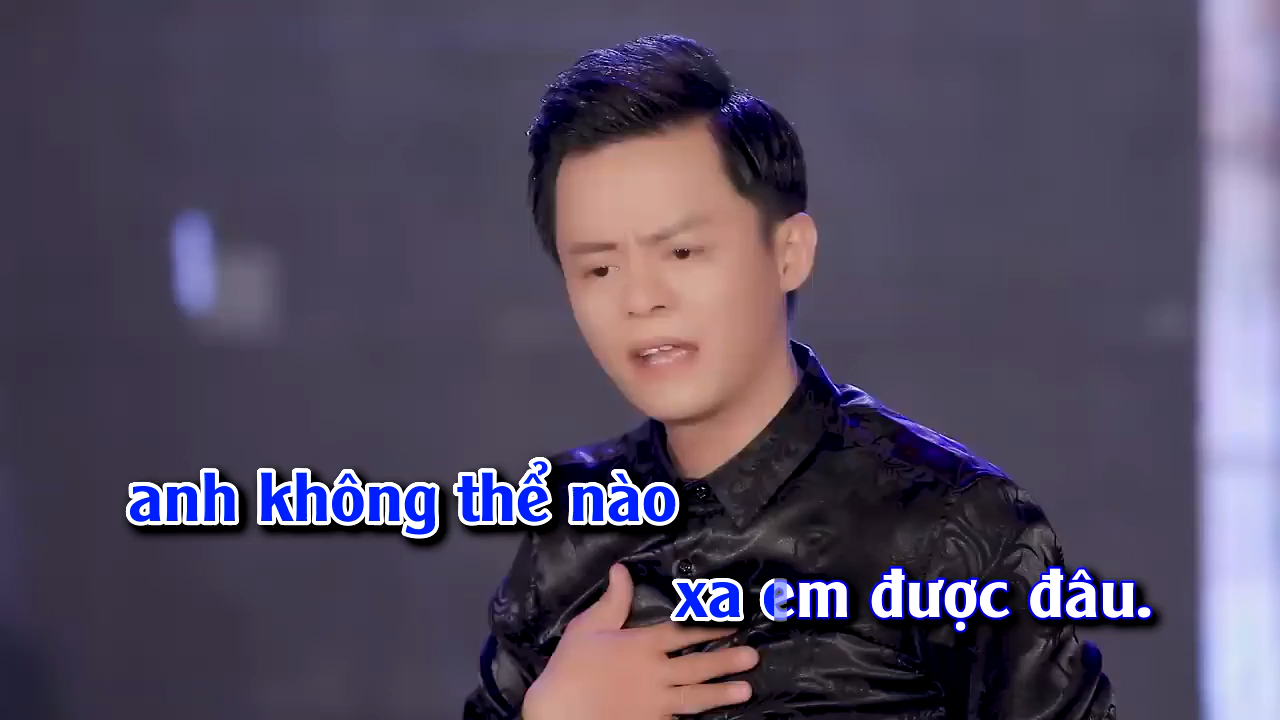 anh không thể nào
xa em được đâu.